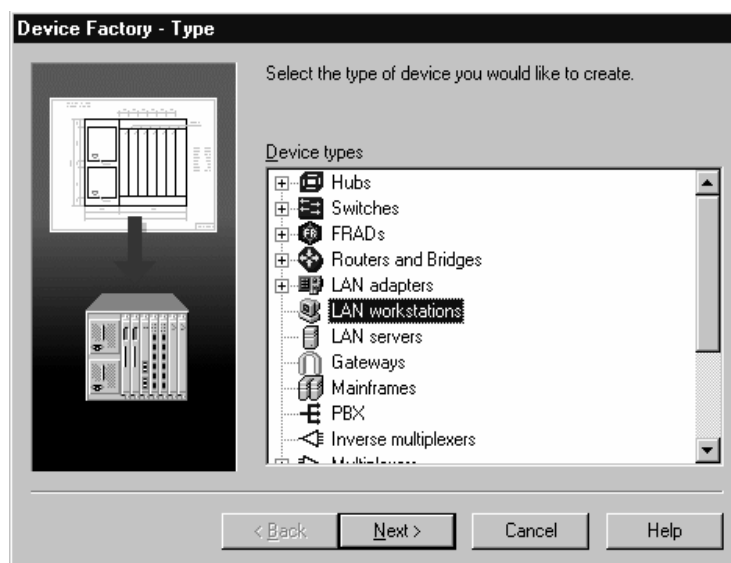 Device Factory - Type
Select the type of device you would like to create.
Device types
Hubs
Switches
FRADs
FR
Routers and Bridges
LAN adapters
LAN workstations
LAN servers
Gateways
Mainframes
PBX
Inverse multiplexers
< Back
Next >
Cancel
Help